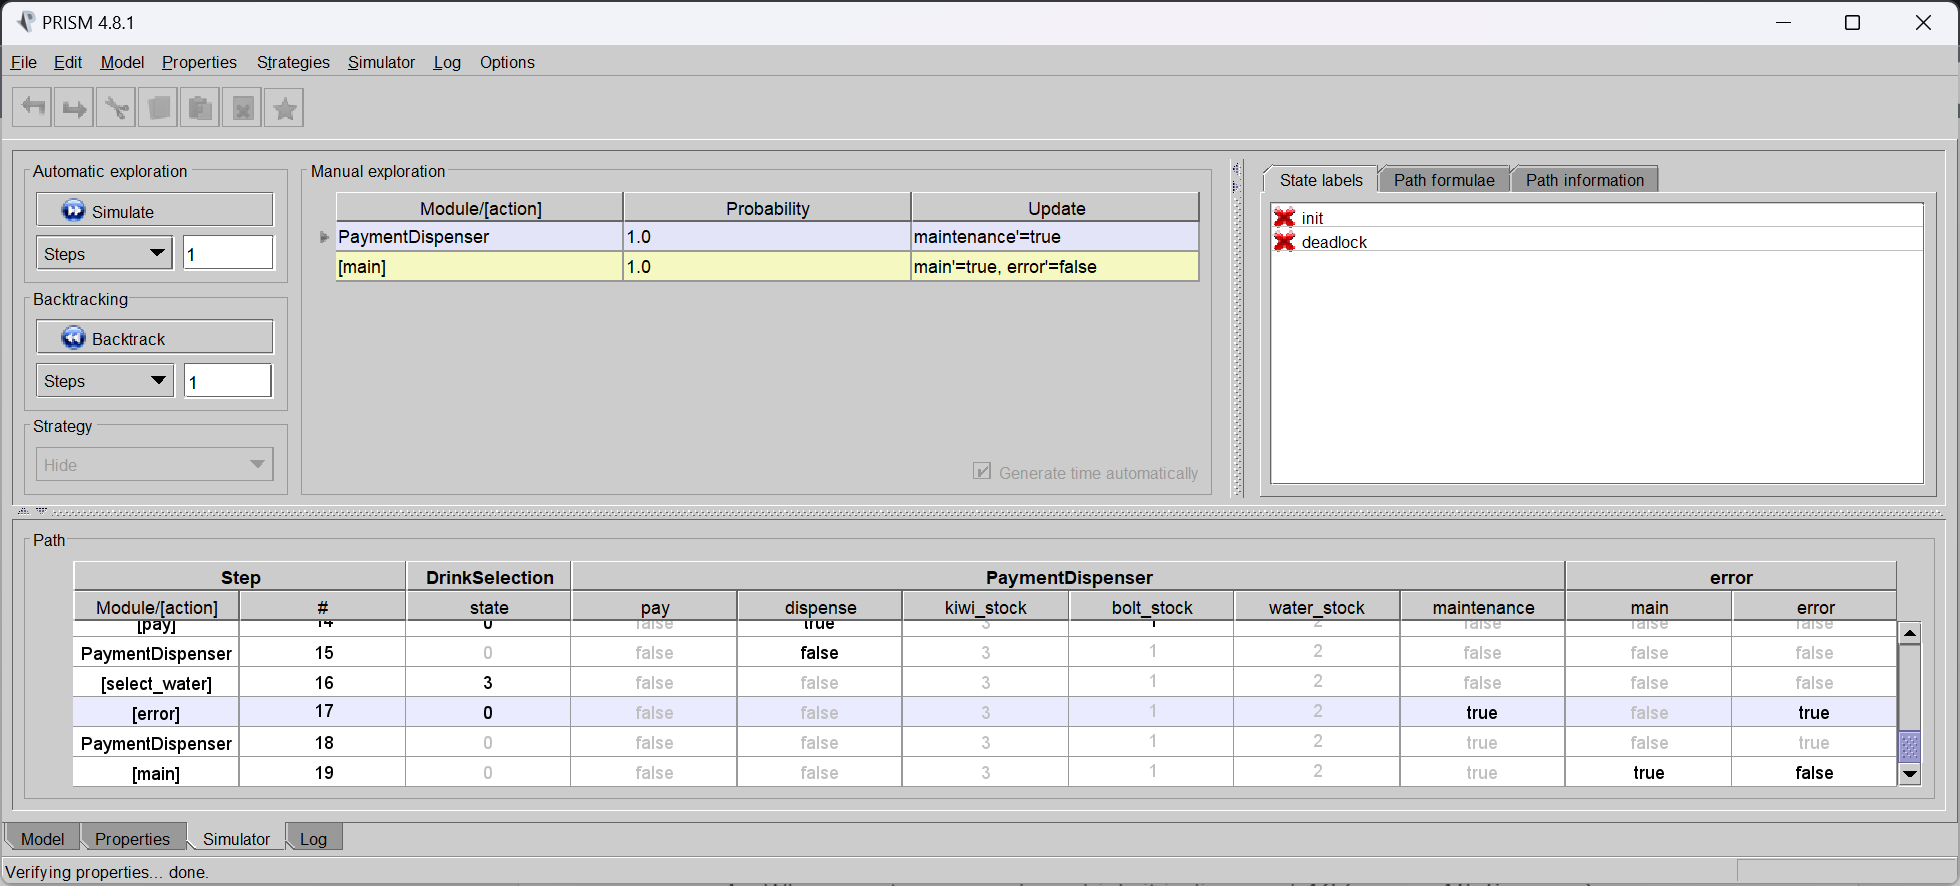 PRISM 4.8.1
File Edit Model Properties Strategies Simulator Log Options
Automatic exploration
Simulate
Steps 1
Backtracking
Backtrack
Steps 1
Strategy
Hide
Manual exploration
Module/[action] Probability Update
PaymentDispenser 1.0 maintenance'=true
[main] 1.0 main'=true, error'=false
Generate time automatically
State labels Path formulae Path information
init
deadlock
Path
Step DrinkSelection PaymentDispenser error
Module/[action] # state pay dispense kiwi_stock bolt_stock water_stock maintenance main error
[pay] 14 0 false true 3 1 2 false false false
PaymentDispenser 15 0 false false 3 1 2 false false false
[select_water] 16 3 false false 3 1 2 false false false
[error] 17 0 false false 3 1 2 true false true
PaymentDispenser 18 0 false false 3 1 2 true false true
[main] 19 0 false false 3 1 2 true true false
Model Properties Simulator Log
Verifying properties... done.